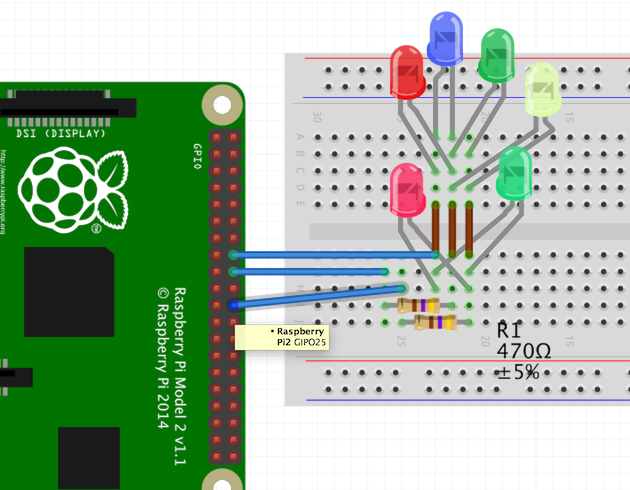 DSI (DISPLAY)
http://www.raspberrypi.org
GPIO
Raspberry Pi Model 2 v1.1
© Raspberry Pi 2014
• Raspberry
Pi2 GIPO25
30
15
A
B
C
D
E
25
20
15
R1
470Ω
±5%